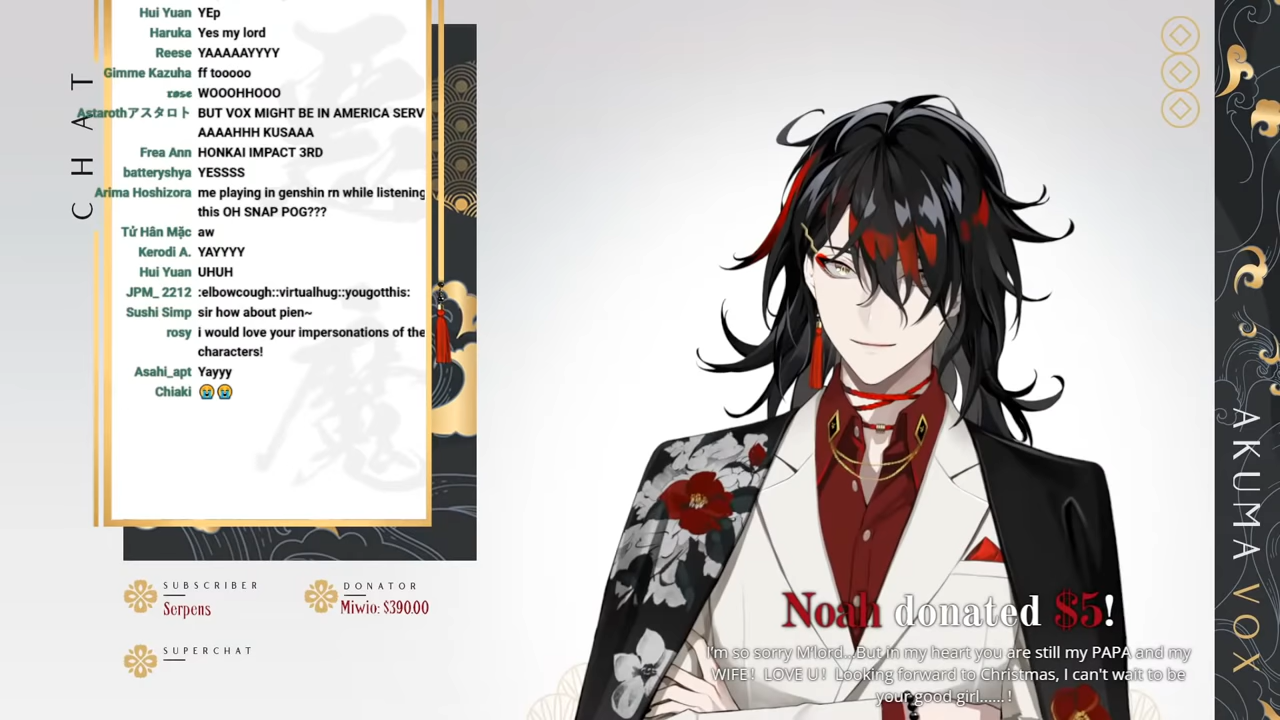 CHAT
Hui Yuan YEp
Haruka Yes my lord
Reese YAAAAAYYYY
Gimme Kazuha ff tooooo
rose WOOOHHOOO
Astarothアスタロト BUT VOX MIGHT BE IN AMERICA SERV
AAAAHHH KUSAAA
Frea Ann HONKAI IMPACT 3RD
batteryshya YESSSS
Arima Hoshizora me playing in genshin rn while listening
this OH SNAP POG???
Tử Hân Mặc aw
Kerodi A. YAYYYY
Hui Yuan UHUH
JPM_ 2212 :elbowcough::virtualhug::yougotthis:
Sushi Simp sir how about pien~
rosy i would love your impersonations of the
characters!
Asahi_apt Yayyy
Chiaki 😭😭
悪
魔
SUBSCRIBER
Serpens
DONATOR
Miwio: $390.00
SUPERCHAT
Noah donated $5!
I'm so sorry M'lord...But in my heart you are still my PAPA and my
WIFE！LOVE U！Looking forward to Christmas, I can't wait to be
your good girl......！
AKUMA VOX